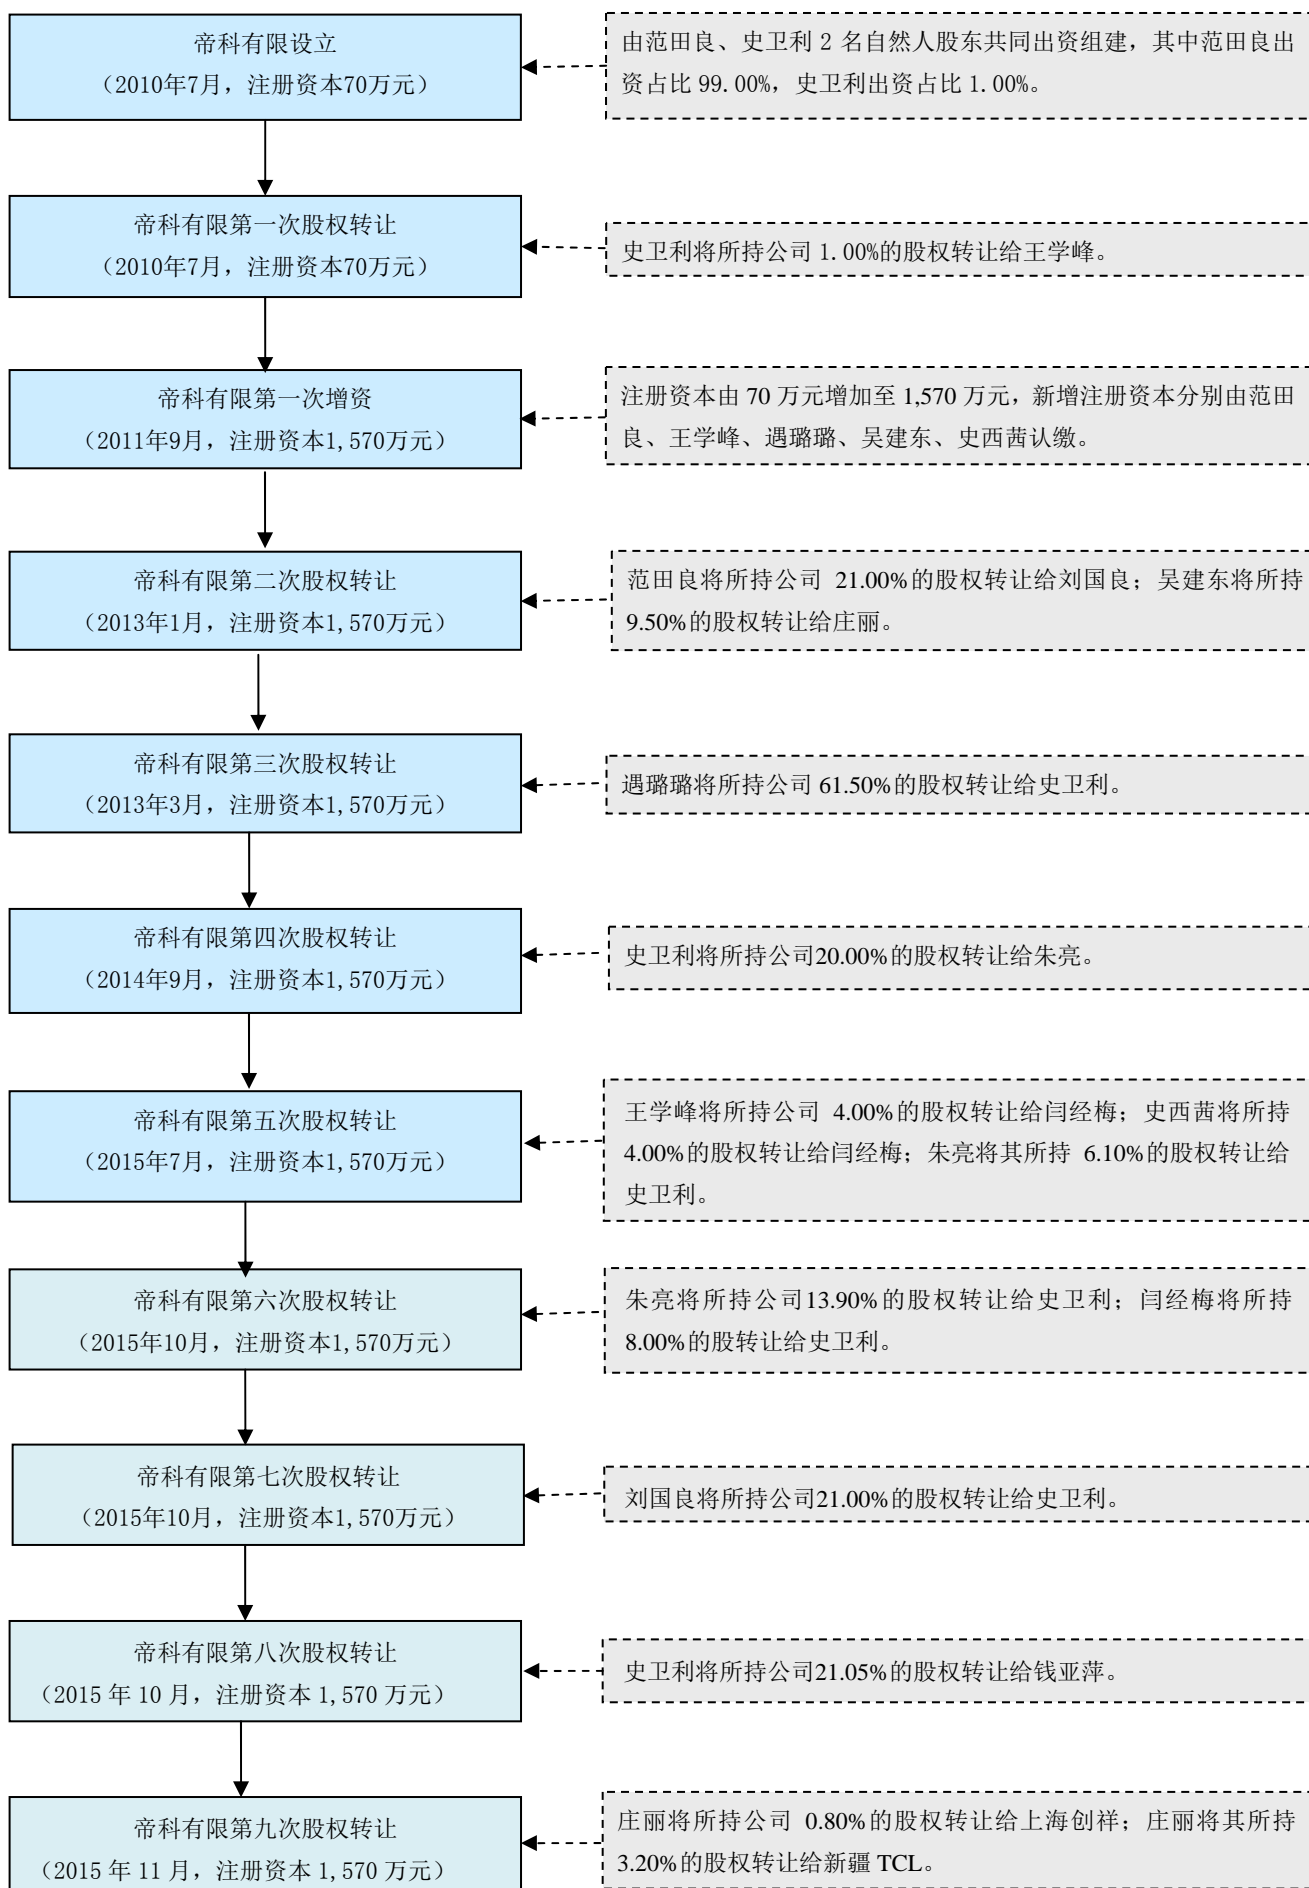 帝科有限设立
（2010年7月，注册资本70万元）
由范田良、史卫利 2 名自然人股东共同出资组建，其中范田良出
资占比 99.00%，史卫利出资占比 1.00%。
帝科有限第一次股权转让
（2010年7月，注册资本70万元）
史卫利将所持公司 1.00%的股权转让给王学峰。
帝科有限第一次增资
（2011年9月，注册资本1,570万元）
注册资本由 70 万元增加至 1,570 万元，新增注册资本分别由范田
良、王学峰、遇璐璐、吴建东、史西茜认缴。
帝科有限第二次股权转让
（2013年1月，注册资本1,570万元）
范田良将所持公司 21.00%的股权转让给刘国良；吴建东将所持
9.50%的股权转让给庄丽。
帝科有限第三次股权转让
（2013年3月，注册资本1,570万元）
遇璐璐将所持公司 61.50%的股权转让给史卫利。
帝科有限第四次股权转让
（2014年9月，注册资本1,570万元）
史卫利将所持公司20.00%的股权转让给朱亮。
帝科有限第五次股权转让
（2015年7月，注册资本1,570万元）
王学峰将所持公司 4.00%的股权转让给闫经梅；史西茜将所持
4.00%的股权转让给闫经梅；朱亮将其所持 6.10%的股权转让给
史卫利。
帝科有限第六次股权转让
（2015年10月，注册资本1,570万元）
朱亮将所持公司13.90%的股权转让给史卫利；闫经梅将所持
8.00%的股转让给史卫利。
帝科有限第七次股权转让
（2015年10月，注册资本1,570万元）
刘国良将所持公司21.00%的股权转让给史卫利。
帝科有限第八次股权转让
（2015 年 10 月，注册资本 1,570 万元）
史卫利将所持公司21.05%的股权转让给钱亚萍。
帝科有限第九次股权转让
（2015 年 11 月，注册资本 1,570 万元）
庄丽将所持公司 0.80%的股权转让给上海创祥；庄丽将其所持
3.20%的股权转让给新疆 TCL。